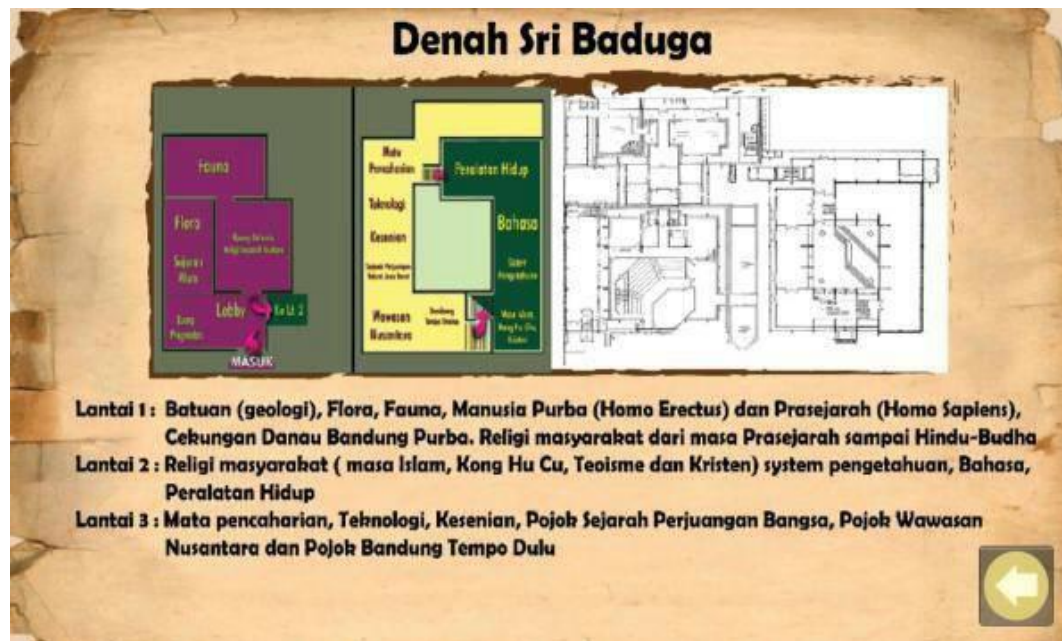 Denah Sri Baduga
Fauna
Flora
Lobby
Ke Lt 2
MASUK
Mata
Pencaharian
Teknologi
Kesenian
Wawasan
Nusantara
Peralatan Hidup
Bahasa
Lantai 1 : Batuan (geologi), Flora, Fauna, Manusia Purba (Homo Erectus) dan Prasejarah (Homo Sapiens),
Cekungan Danau Bandung Purba. Religi masyarakat dari masa Prasejarah sampai Hindu-Budha
Lantai 2 : Religi masyarakat ( masa Islam, Kong Hu Cu, Teoisme dan Kristen) system pengetahuan, Bahasa,
Peralatan Hidup
Lantai 3 : Mata pencaharian, Teknologi, Kesenian, Pojok Sejarah Perjuangan Bangsa, Pojok Wawasan
Nusantara dan Pojok Bandung Tempo Dulu